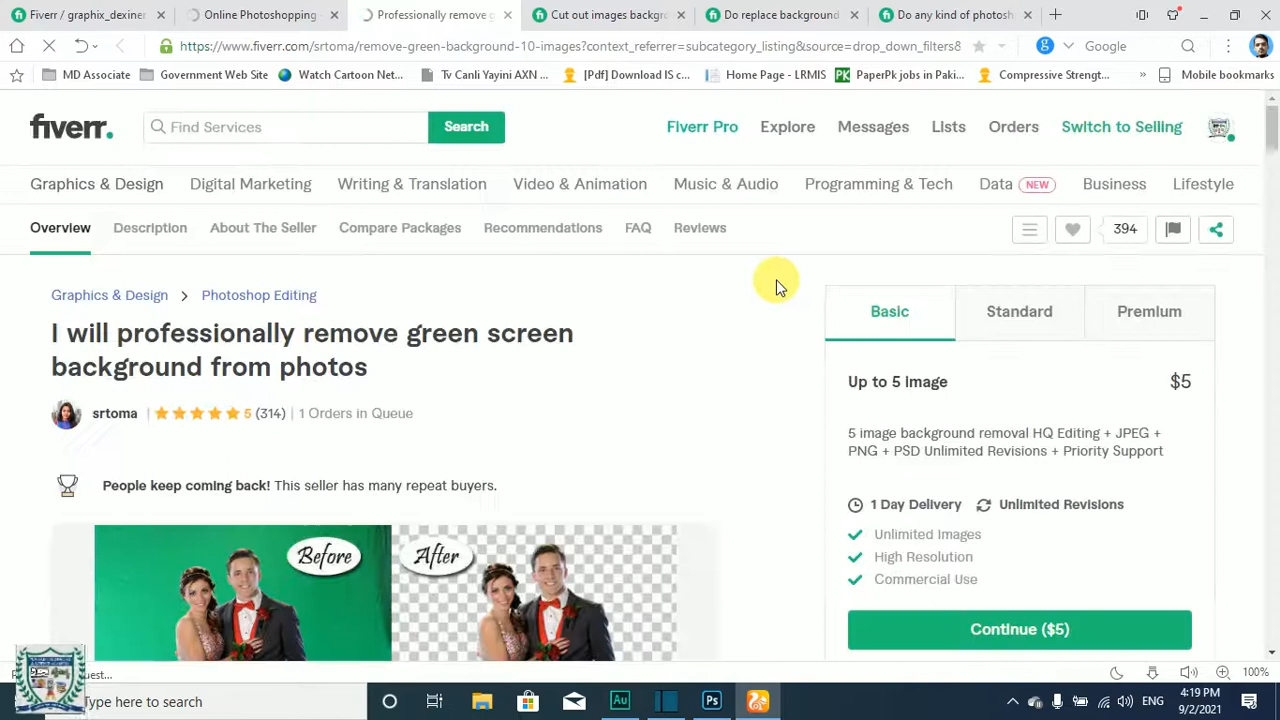 Fiverr / graphix_dexiner
Online Photoshopping
Professionally remove g
Cut out images backgr
Do replace background
Do any kind of photosh
https://www.fiverr.com/srtoma/remove-green-background-10-images?context_referrer=subcategory_listing&source=drop_down_filters&
Google
MD Associate
Government Web Site
Watch Cartoon Net...
Tv Canli Yayini AXN ...
[Pdf] Download IS c...
Home Page - LRMIS
PaperPk jobs in Paki...
Compressive Strengt...
Mobile bookmarks
fiverr.
Find Services
Search
Fiverr Pro
Explore
Messages
Lists
Orders
Switch to Selling
Graphics & Design
Digital Marketing
Writing & Translation
Video & Animation
Music & Audio
Programming & Tech
Data NEW
Business
Lifestyle
Overview
Description
About The Seller
Compare Packages
Recommendations
FAQ
Reviews
394
Graphics & Design > Photoshop Editing
I will professionally remove green screen
background from photos
srtoma | 5 (314) | 1 Orders in Queue
People keep coming back! This seller has many repeat buyers.
Before
After
Basic
Standard
Premium
Up to 5 image
$5
5 image background removal HQ Editing + JPEG +
PNG + PSD Unlimited Revisions + Priority Support
1 Day Delivery
Unlimited Revisions
Unlimited Images
High Resolution
Commercial Use
Continue ($5)
100%
Type here to search
Au
Ps
ENG
4:19 PM
9/2/2021